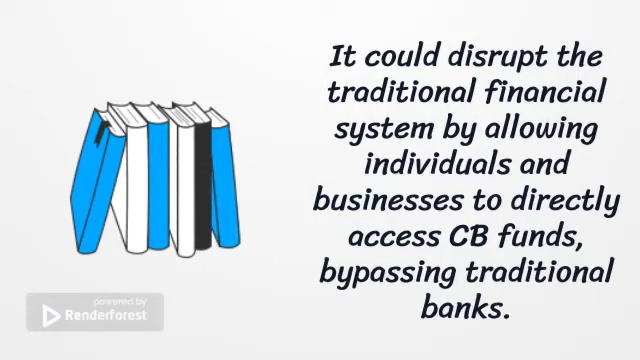 It could disrupt the
traditional financial
system by allowing
individuals and
businesses to directly
access CB funds,
bypassing traditional
banks.
powered by
Renderforest